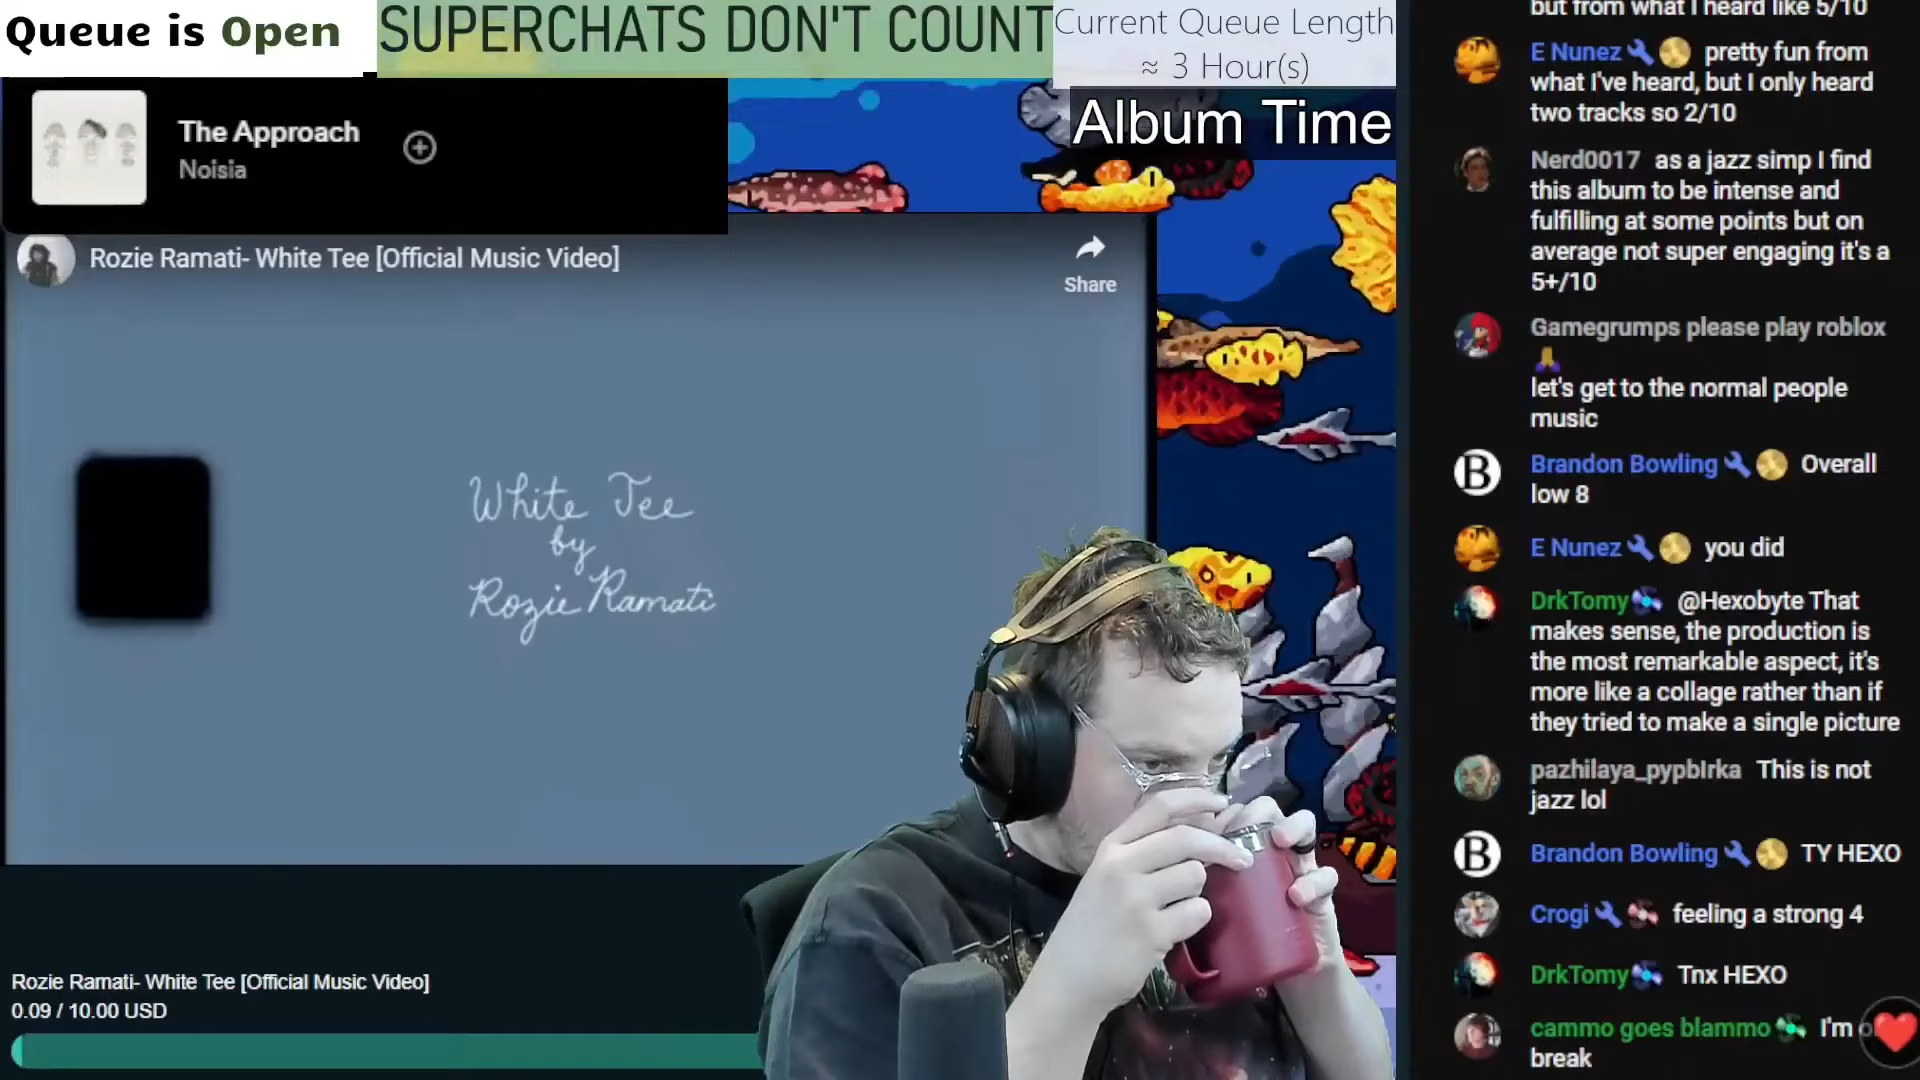 Queue is Open
SUPERCHATS DON'T COUNT
Current Queue Length
≈ 3 Hour(s)
Album Time
The Approach
Noisia
Rozie Ramati- White Tee [Official Music Video]
Share
White Tee
by
Rozie Ramati
Rozie Ramati- White Tee [Official Music Video]
0.09 / 10.00 USD
but from what I heard like 5/10
E Nunez pretty fun from
what I've heard, but I only heard
two tracks so 2/10
Nerd0017 as a jazz simp I find
this album to be intense and
fulfilling at some points but on
average not super engaging it's a
5+/10
Gamegrumps please play roblox
🙏
let's get to the normal people
music
B
Brandon Bowling Overall
low 8
E Nunez you did
DrkTomy @Hexobyte That
makes sense, the production is
the most remarkable aspect, it's
more like a collage rather than if
they tried to make a single picture
pazhilaya_pypbIrka This is not
jazz lol
B
Brandon Bowling TY HEXO
Crogi feeling a strong 4
DrkTomy Tnx HEXO
cammo goes blammo I'm
break